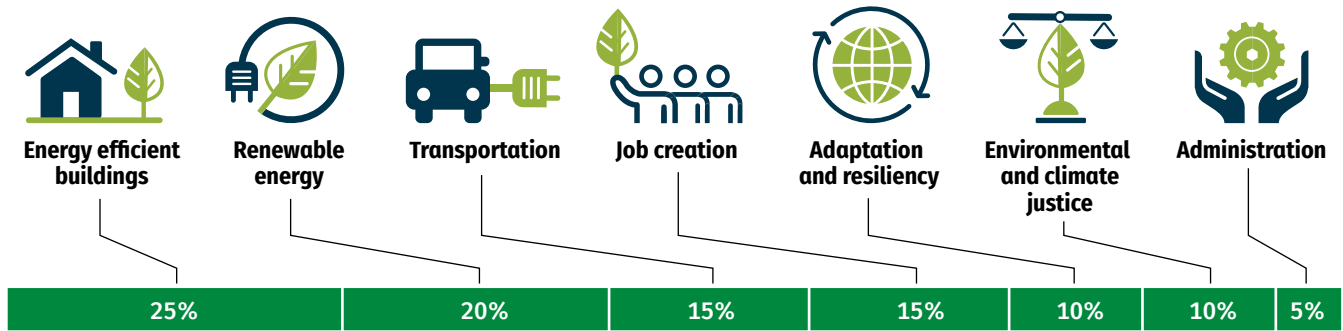 Energy efficient
buildings
Renewable
energy
Transportation
Job creation
Adaptation
and resiliency
Environmental
and climate
justice
Administration
25%
20%
15%
15%
10%
10%
5%